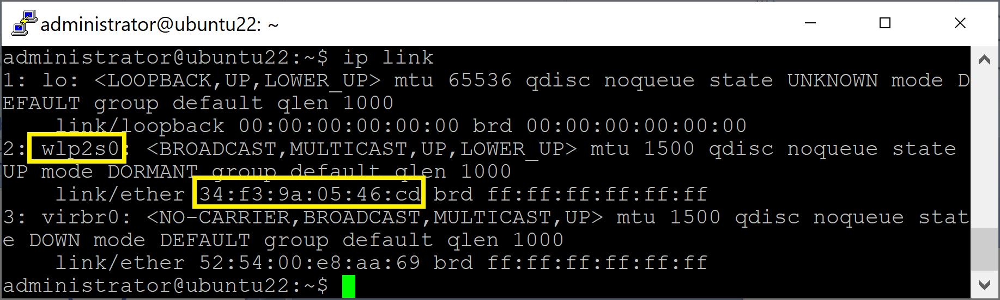 administrator@ubuntu22: ~
administrator@ubuntu22:~$ ip link
1: lo: <LOOPBACK,UP,LOWER_UP> mtu 65536 qdisc noqueue state UNKNOWN mode D
EFAULT group default qlen 1000
    link/loopback 00:00:00:00:00:00 brd 00:00:00:00:00:00
2: wlp2s0: <BROADCAST,MULTICAST,UP,LOWER_UP> mtu 1500 qdisc noqueue state
UP mode DORMANT group default qlen 1000
    link/ether 34:f3:9a:05:46:cd brd ff:ff:ff:ff:ff:ff
3: virbr0: <NO-CARRIER,BROADCAST,MULTICAST,UP> mtu 1500 qdisc noqueue stat
e DOWN mode DEFAULT group default qlen 1000
    link/ether 52:54:00:e8:aa:69 brd ff:ff:ff:ff:ff:ff
administrator@ubuntu22:~$